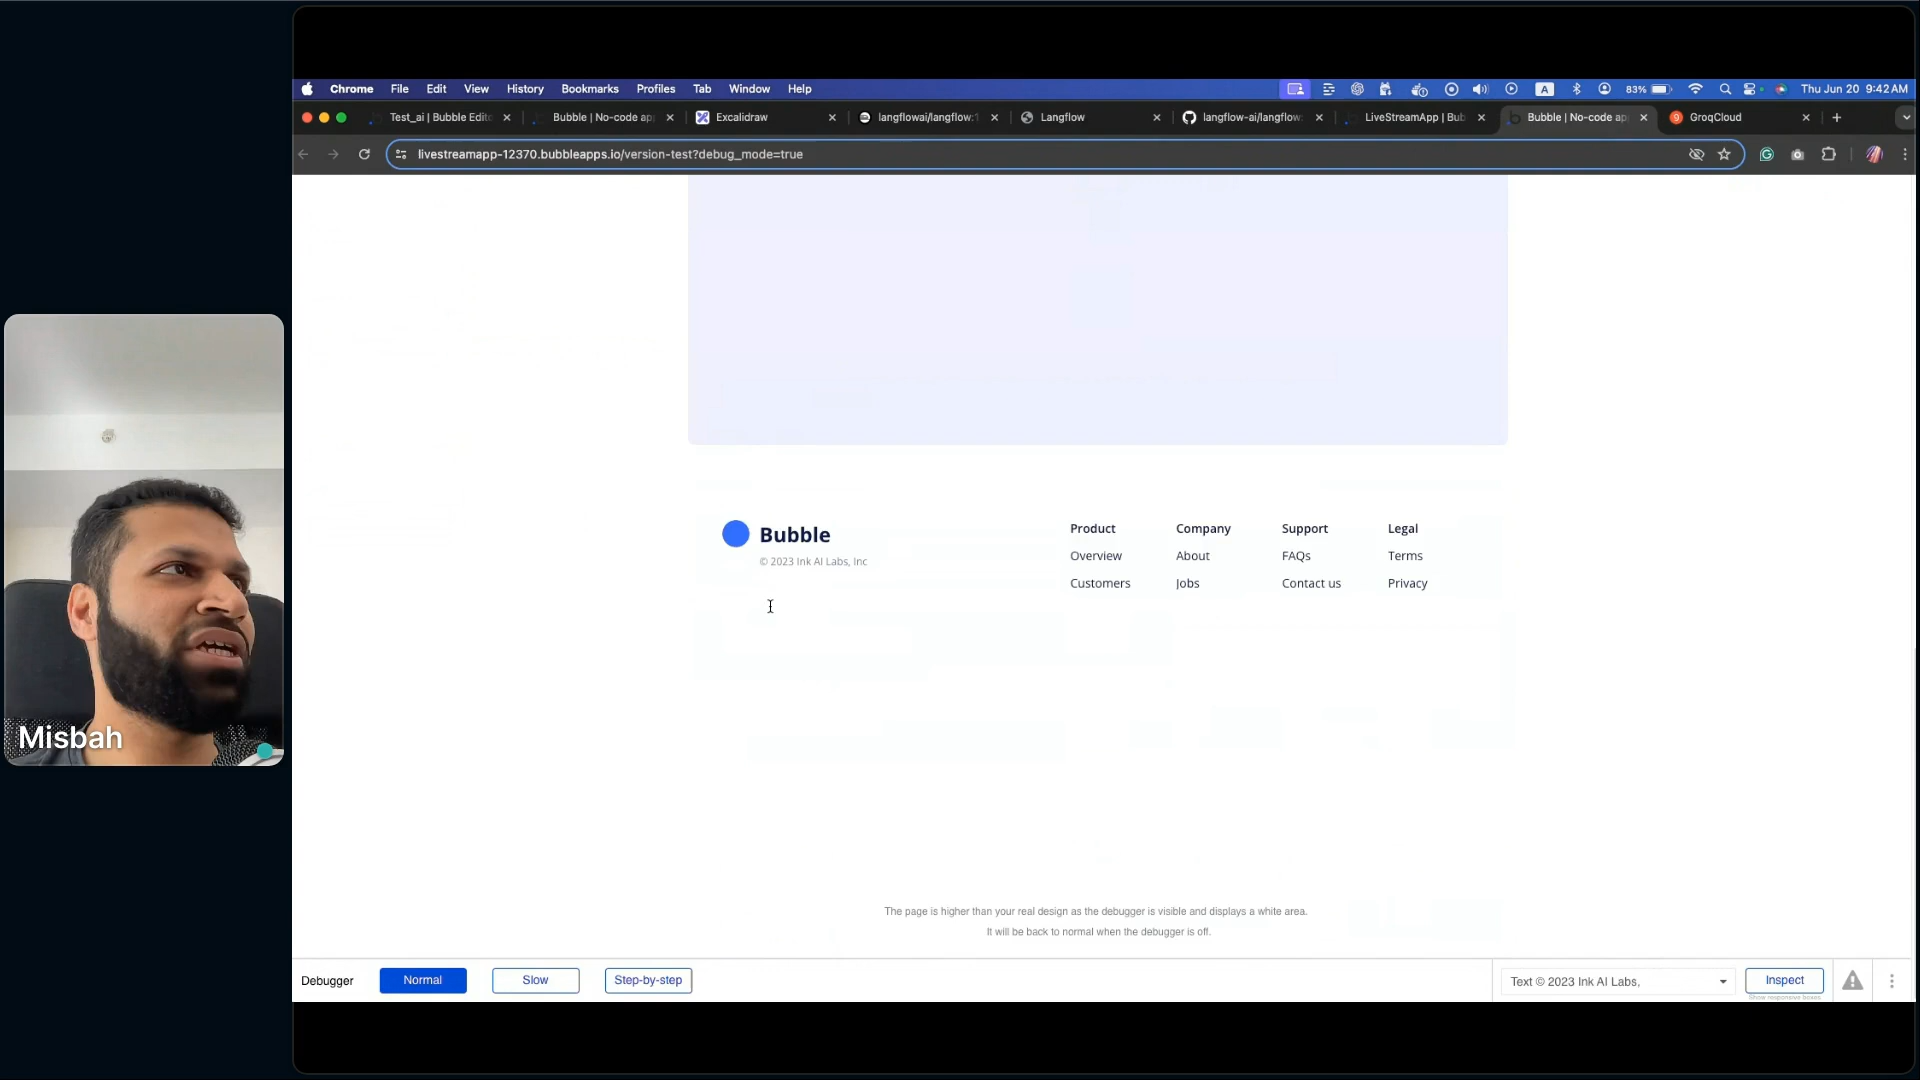 Chrome File Edit View History Bookmarks Profiles Tab Window Help
A 83% Thu Jun 20 9:42 AM
Test_ai | Bubble Edito
Bubble | No-code ap
Excalidraw
langflowai/langflow:1
Langflow
langflow-ai/langflow:
LiveStreamApp | Bub
Bubble | No-code ap
GroqCloud
livestreamapp-12370.bubbleapps.io/version-test?debug_mode=true
Bubble
© 2023 Ink AI Labs, Inc
Product Company Support Legal
Overview About FAQs Terms
Customers Jobs Contact us Privacy
Misbah
The page is higher than your real design as the debugger is visible and displays a white area.
It will be back to normal when the debugger is off.
Debugger Normal Slow Step-by-step Text © 2023 Ink AI Labs, Inspect
Show responsive boxes